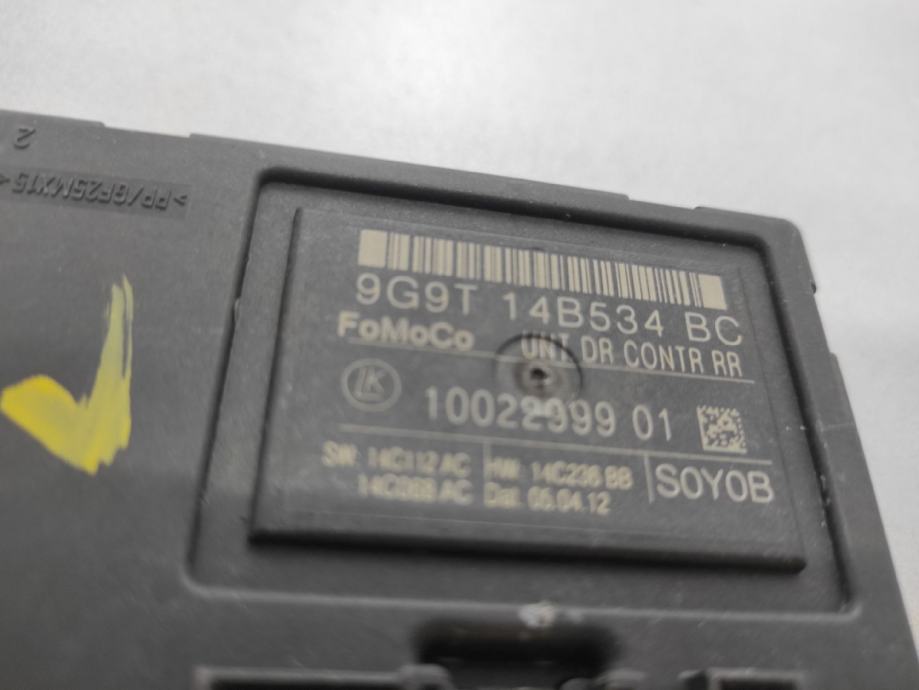 2
>PP/GF25MX15<
9G9T 14B534 BC
FoMoCo UNT DR CONTR RR
LK 10022999 01
SW: 14C112 AC HW: 14C236 BB S0Y0B
AC Dat. 05.04.12